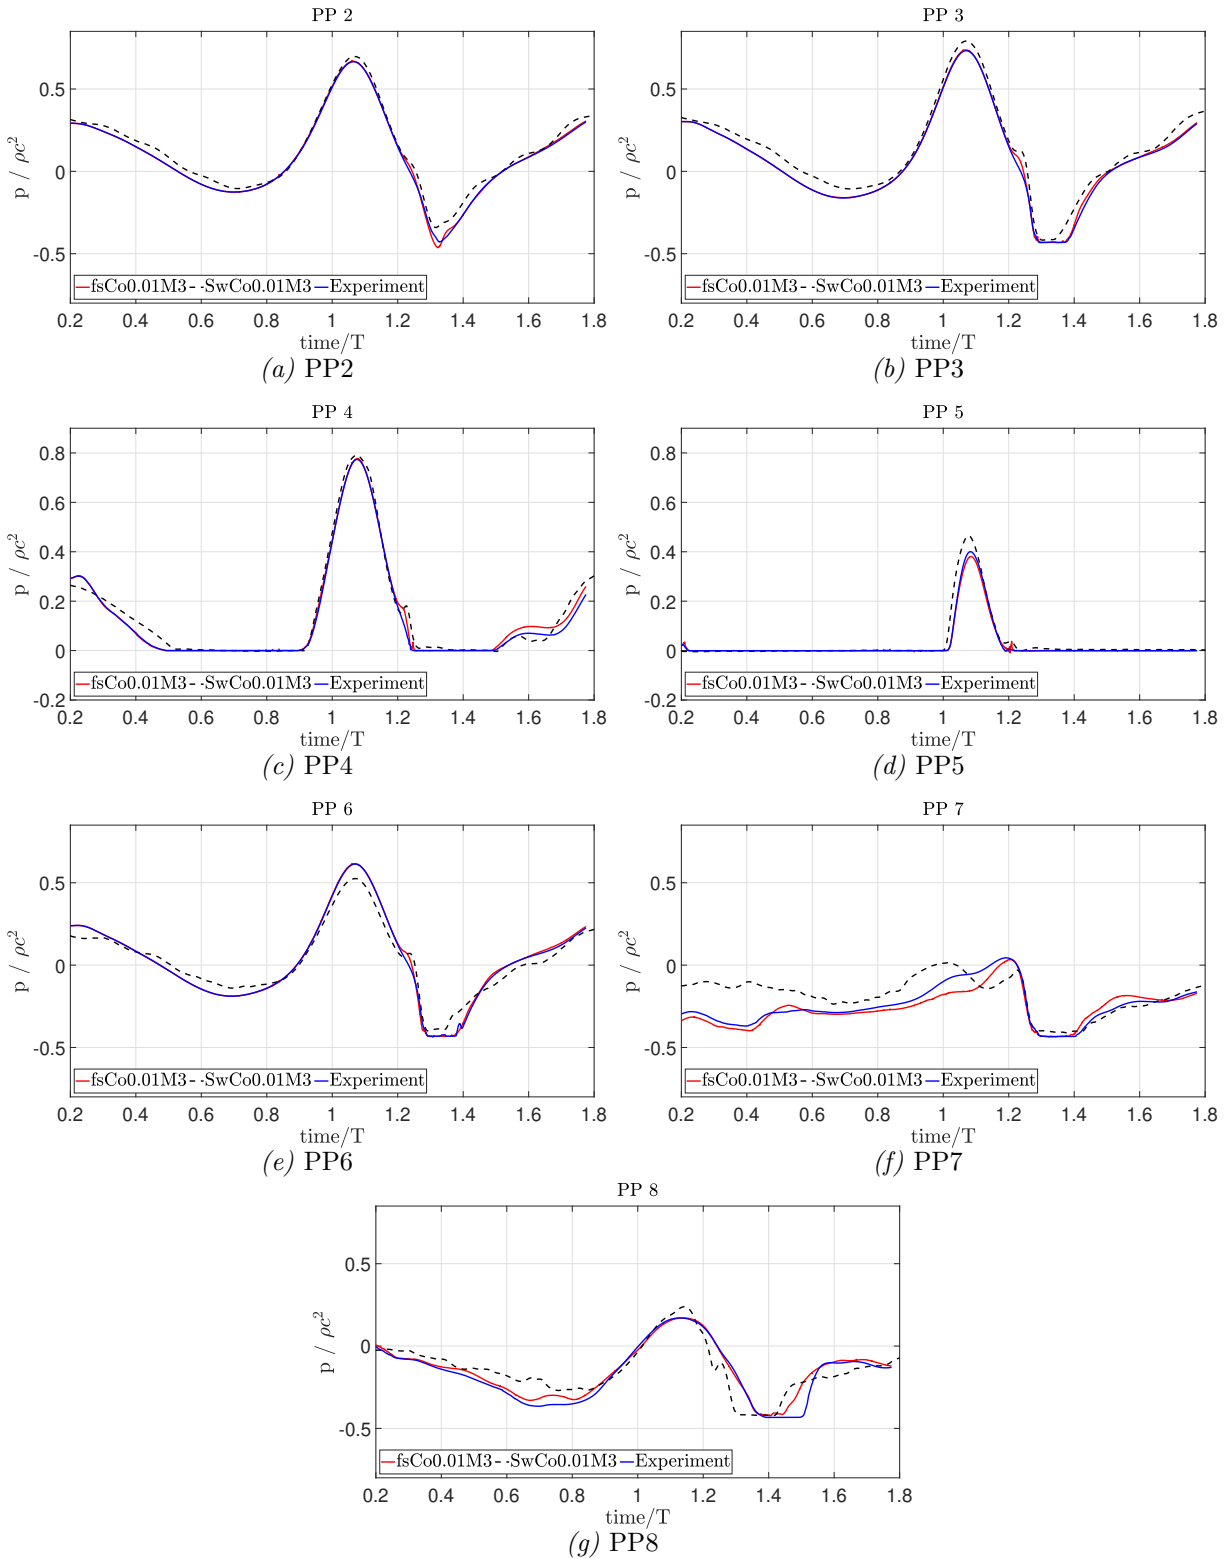 PP 2
p / ρc²
0.5
0
-0.5
fsCo0.01M3 SwCo0.01M3 Experiment
0.2 0.4 0.6 0.8 1 1.2 1.4 1.6 1.8
time/T
(a) PP2
PP 3
p / ρc²
0.5
0
-0.5
fsCo0.01M3 SwCo0.01M3 Experiment
0.2 0.4 0.6 0.8 1 1.2 1.4 1.6 1.8
time/T
(b) PP3
PP 4
p / ρc²
0.8
0.6
0.4
0.2
0
-0.2
fsCo0.01M3 SwCo0.01M3 Experiment
0.2 0.4 0.6 0.8 1 1.2 1.4 1.6 1.8
time/T
(c) PP4
PP 5
p / ρc²
0.8
0.6
0.4
0.2
0
-0.2
fsCo0.01M3 SwCo0.01M3 Experiment
0.2 0.4 0.6 0.8 1 1.2 1.4 1.6 1.8
time/T
(d) PP5
PP 6
p / ρc²
0.5
0
-0.5
fsCo0.01M3 SwCo0.01M3 Experiment
0.2 0.4 0.6 0.8 1 1.2 1.4 1.6 1.8
time/T
(e) PP6
PP 7
p / ρc²
0.5
0
-0.5
fsCo0.01M3 SwCo0.01M3 Experiment
0.2 0.4 0.6 0.8 1 1.2 1.4 1.6 1.8
time/T
(f) PP7
PP 8
p / ρc²
0.5
0
-0.5
fsCo0.01M3 SwCo0.01M3 Experiment
0.2 0.4 0.6 0.8 1 1.2 1.4 1.6 1.8
time/T
(g) PP8